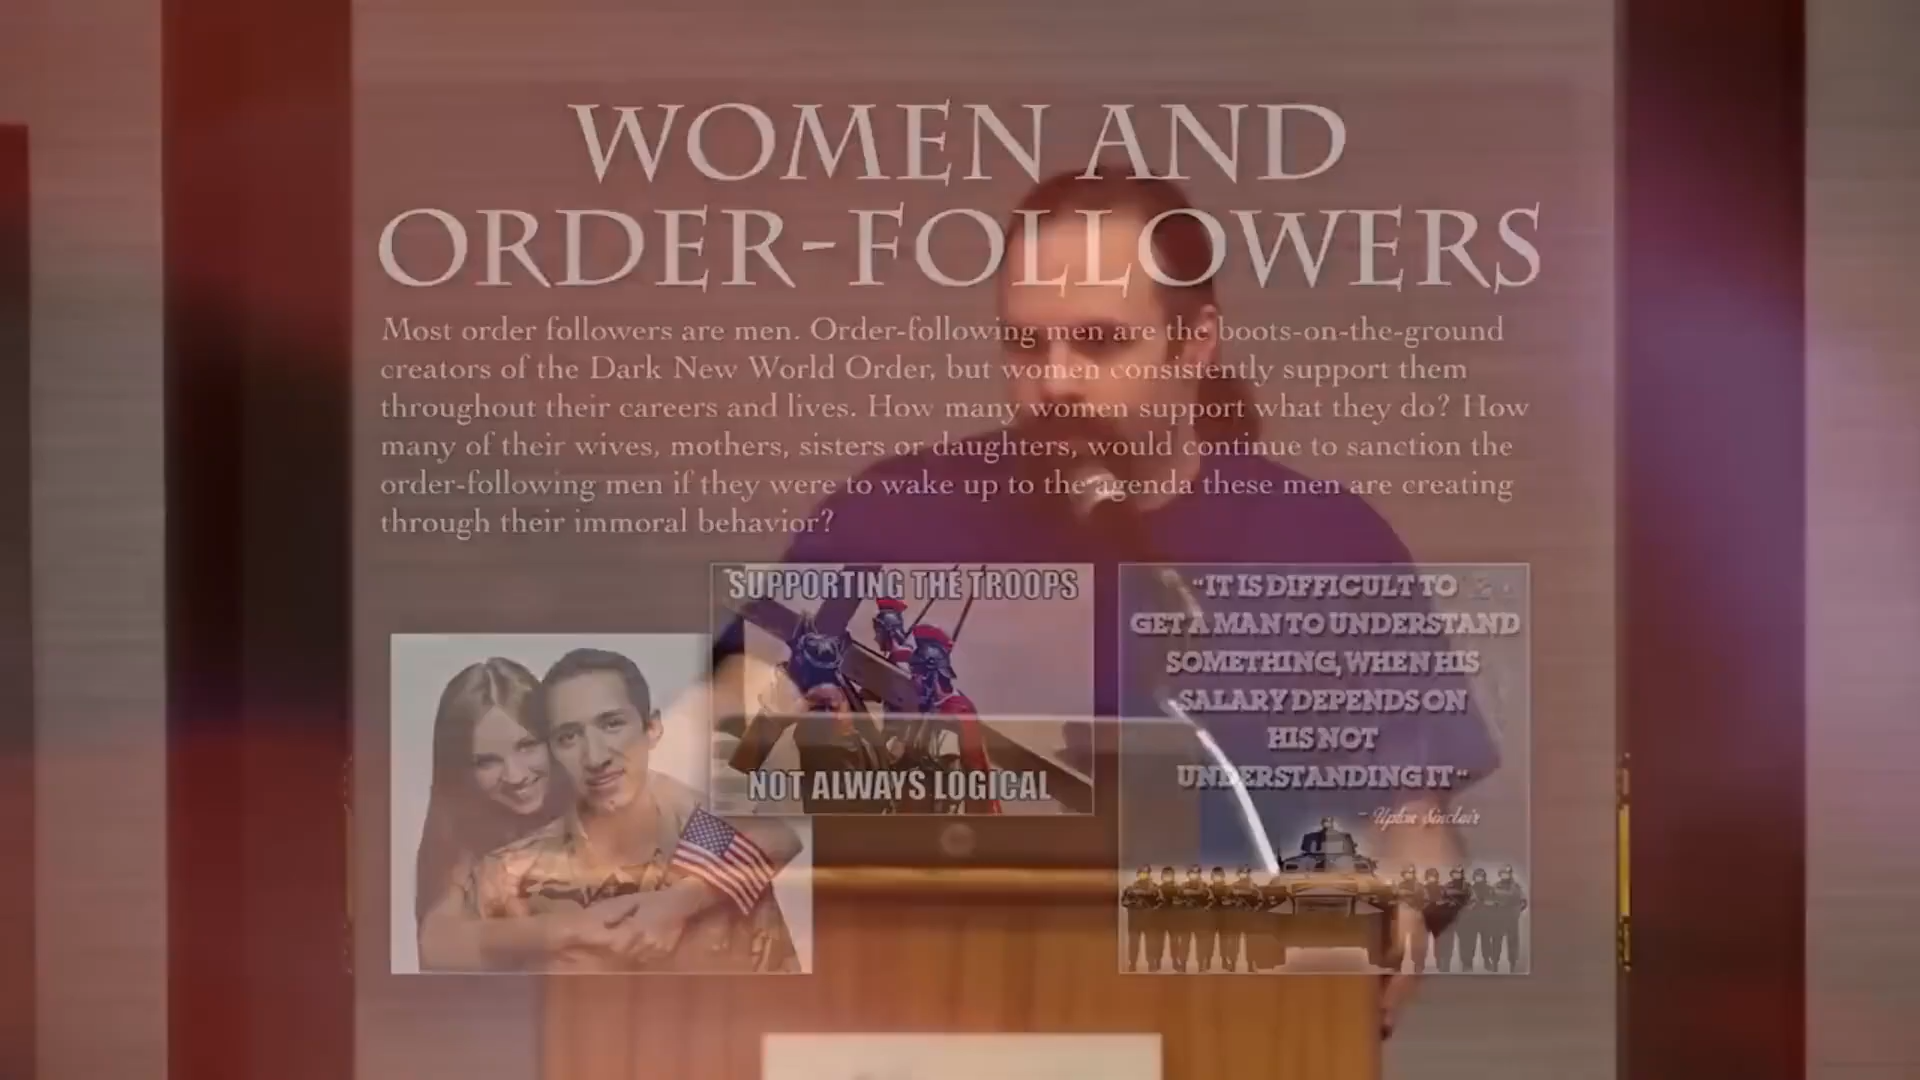 WOMEN AND
ORDER-FOLLOWERS
Most order followers are men. Order-following men are the boots-on-the-ground
creators of the Dark New World Order, but women consistently support them
throughout their careers and lives. How many women support what they do? How
many of their wives, mothers, sisters or daughters, would continue to sanction the
order-following men if they were to wake up to the agenda these men are creating
through their immoral behavior?
SUPPORTING THE TROOPS
NOT ALWAYS LOGICAL
"IT IS DIFFICULT TO
GET A MAN TO UNDERSTAND
SOMETHING, WHEN HIS
SALARY DEPENDS ON
HIS NOT
UNDERSTANDING IT"
- Upton Sinclair